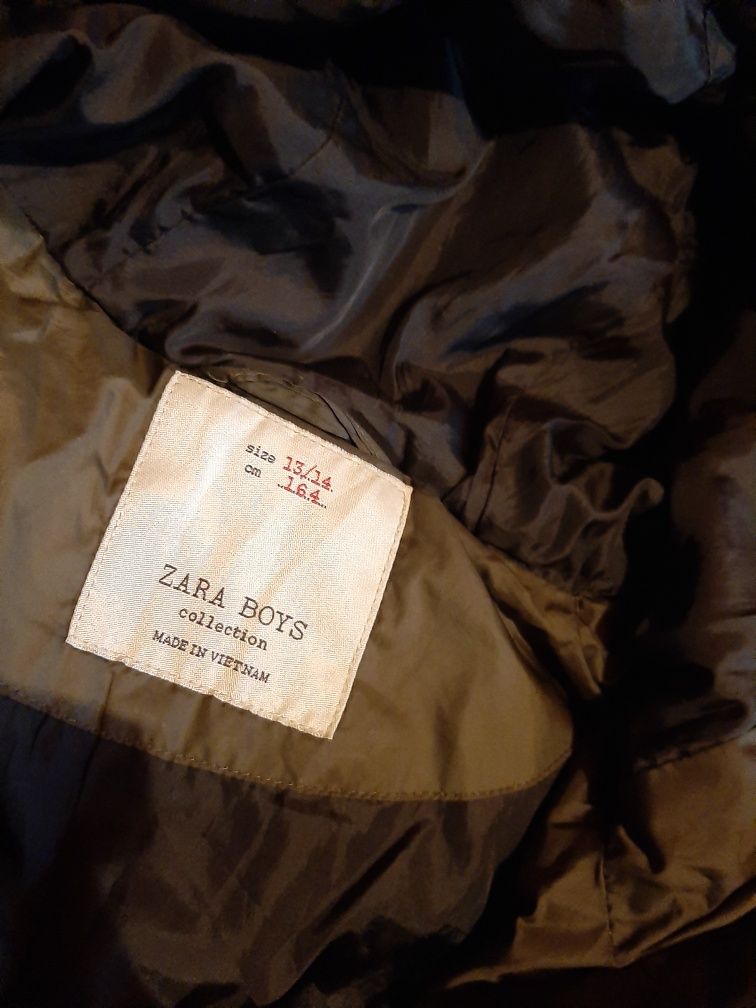 size 13/14
cm 164
ZARA BOYS
collection
MADE IN VIETNAM